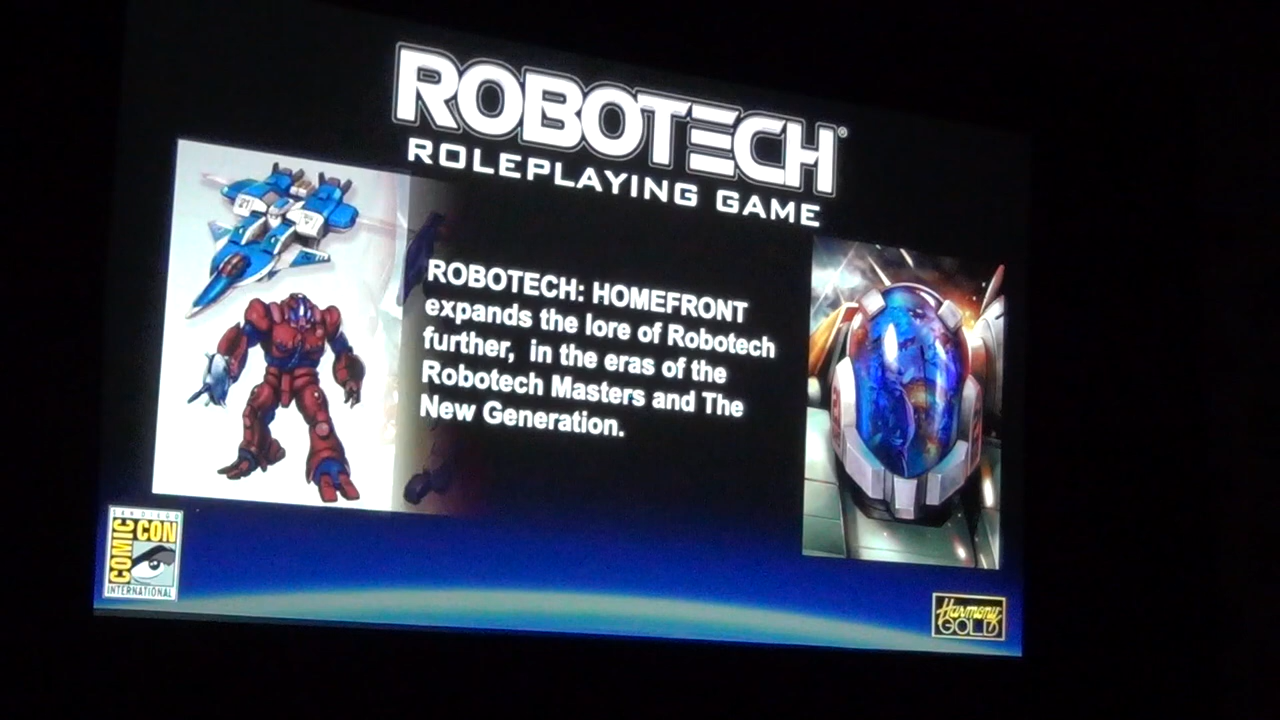 ROBOTECH®
ROLEPLAYING GAME
ROBOTECH: HOMEFRONT
expands the lore of Robotech
further, in the eras of the
Robotech Masters and The
New Generation.
SAN DIEGO
COMIC CON
INTERNATIONAL
Harmony
GOLD